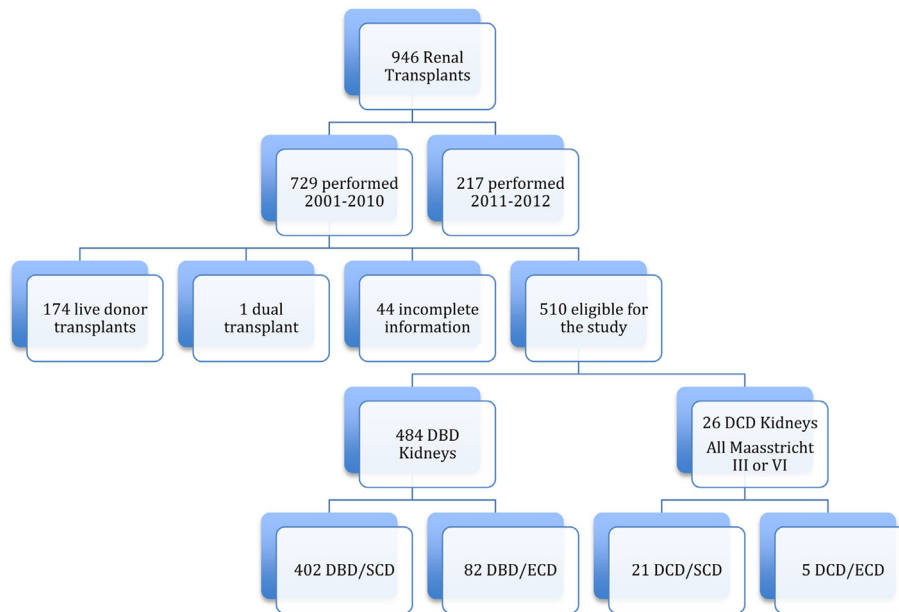 946 Renal
Transplants
729 performed
2001-2010
217 performed
2011-2012
174 live donor
transplants
1 dual
transplant
44 incomplete
information
510 eligible for
the study
484 DBD
Kidneys
26 DCD Kidneys
All Maasstricht
III or VI
402 DBD/SCD
82 DBD/ECD
21 DCD/SCD
5 DCD/ECD